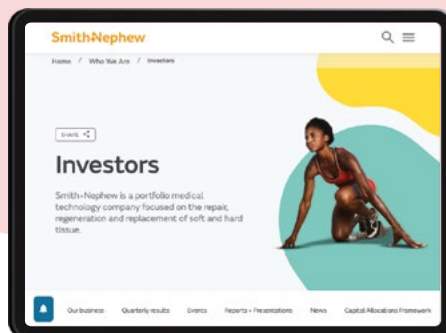 Smith+Nephew
Home / Who We Are / Investors
SHARE
Investors
Smith+Nephew is a portfolio medical
technology company focused on the repair,
regeneration and replacement of soft and hard
tissue.
Our business Quarterly results Events Reports + Presentations News Capital Allocations Framework